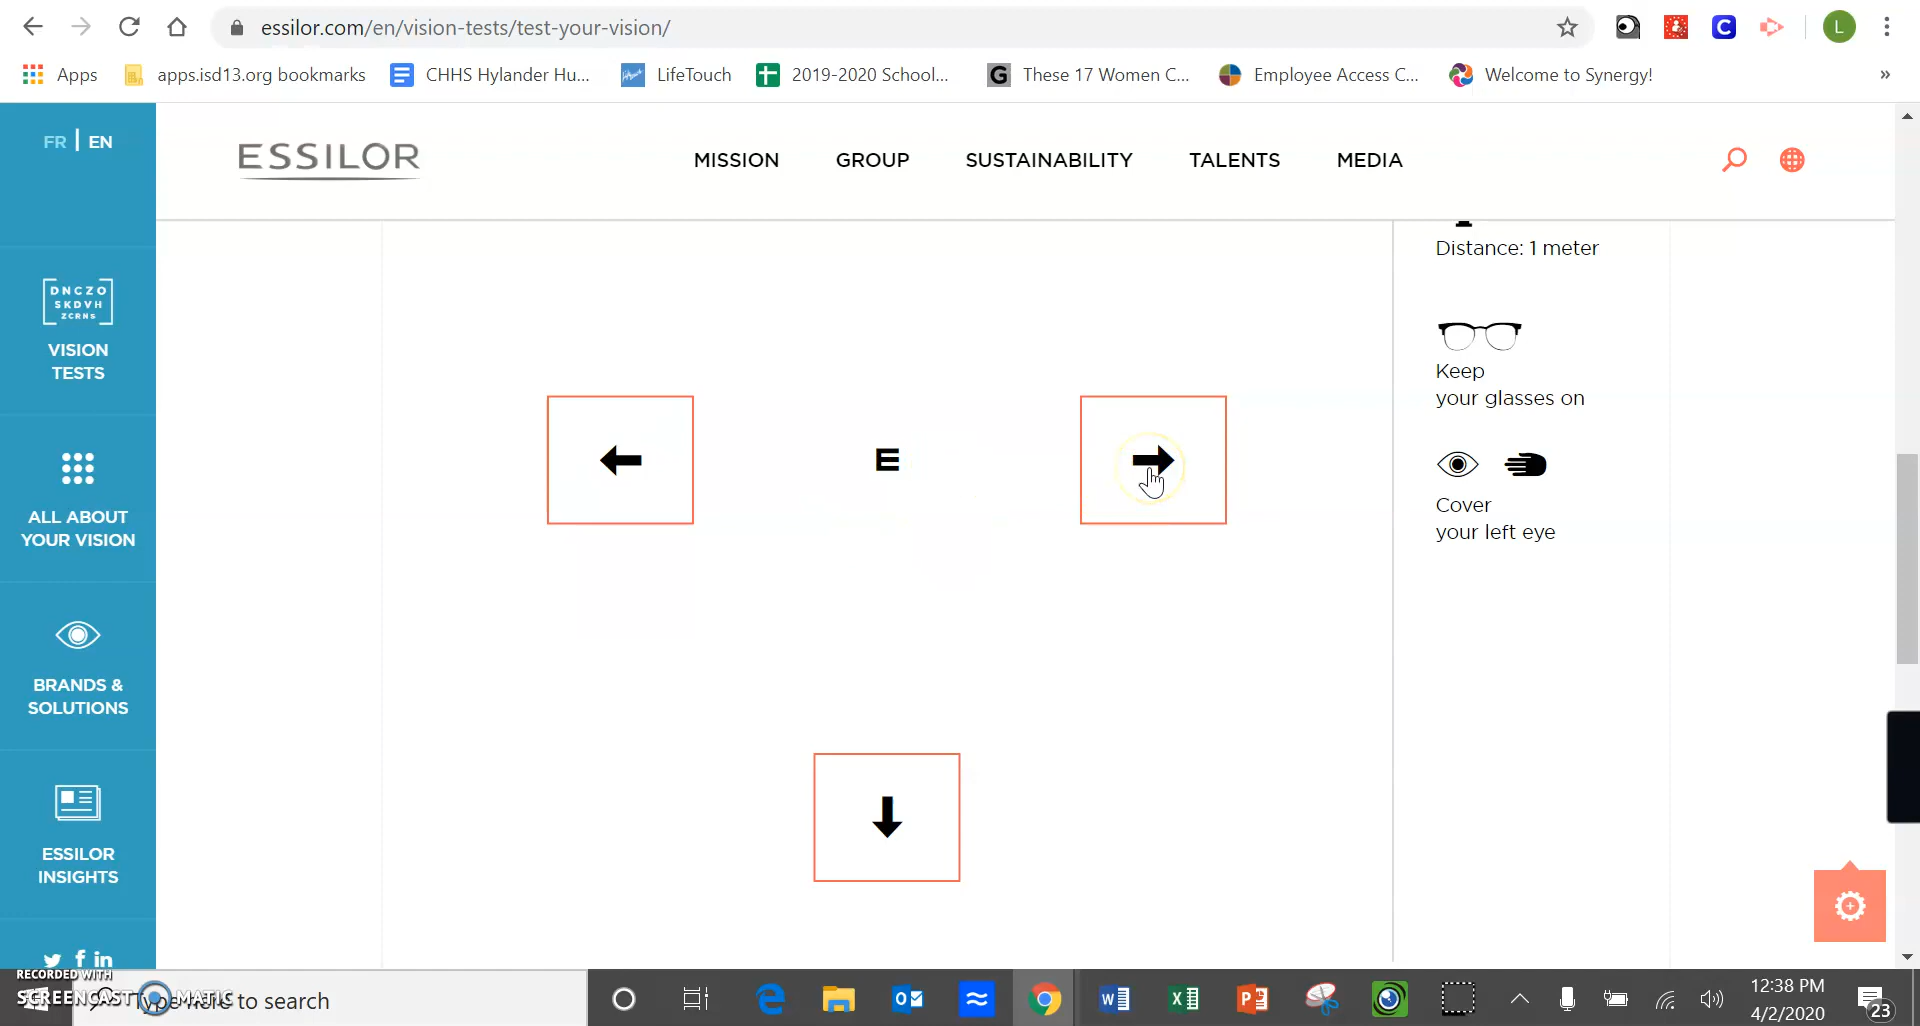 essilor.com/en/vision-tests/test-your-vision/
L
Apps
apps.isd13.org bookmarks
CHHS Hylander Hu...
LifeTouch
2019-2020 School...
G
These 17 Women C...
Employee Access C...
Welcome to Synergy!
»
FR | EN
ESSILOR
MISSION
GROUP
SUSTAINABILITY
TALENTS
MEDIA
DNCZO
SKDVH
ZCRNS
VISION
TESTS
ALL ABOUT
YOUR VISION
BRANDS &
SOLUTIONS
ESSILOR
INSIGHTS
E
Distance: 1 meter
Keep
your glasses on
Cover
your left eye
RECORDED WITH
SCREENCAST MATIC
Type here to search
12:38 PM
4/2/2020
23